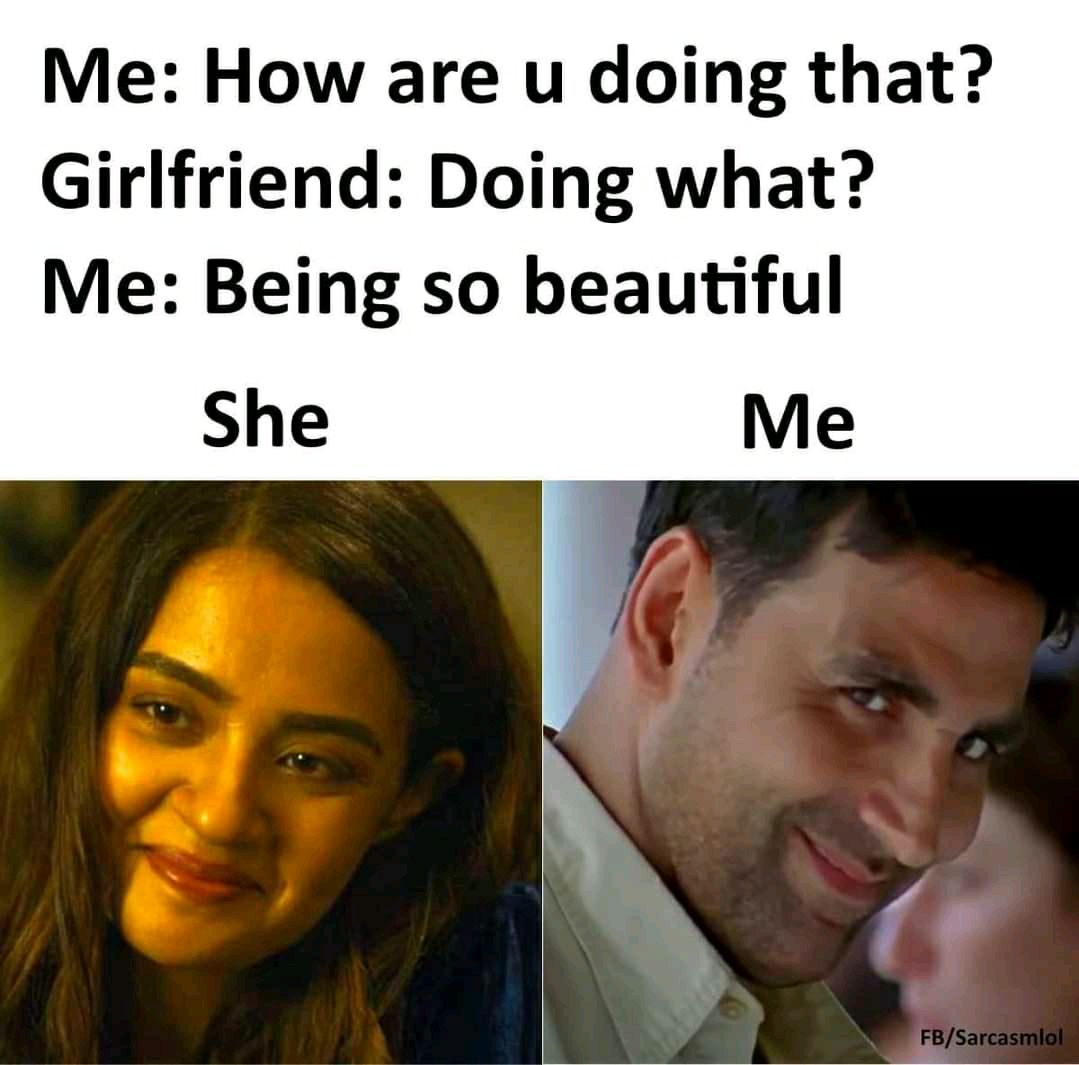 Me: How are u doing that?
Girlfriend: Doing what?
Me: Being so beautiful
She Me
FB/Sarcasmlol